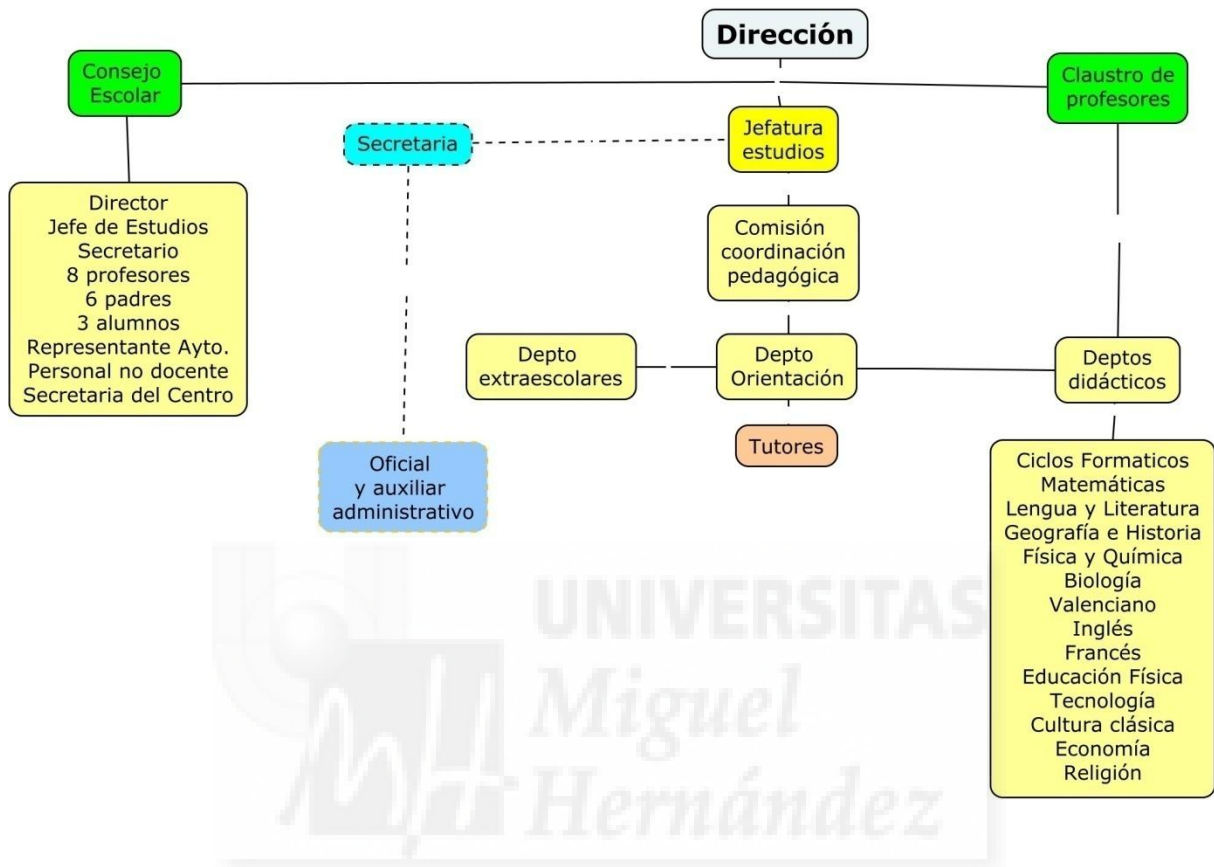 Dirección
Consejo
Escolar
Claustro de
profesores
Secretaria
Jefatura
estudios
Director
Jefe de Estudios
Secretario
8 profesores
6 padres
3 alumnos
Representante Ayto.
Personal no docente
Secretaria del Centro
Comisión
coordinación
pedagógica
Depto
extraescolares
Depto
Orientación
Deptos
didácticos
Tutores
Oficial
y auxiliar
administrativo
Ciclos Formaticos
Matemáticas
Lengua y Literatura
Geografía e Historia
Física y Química
Biología
Valenciano
Inglés
Francés
Educación Física
Tecnología
Cultura clásica
Economía
Religión
UNIVERSITAS
Miguel
Hernández